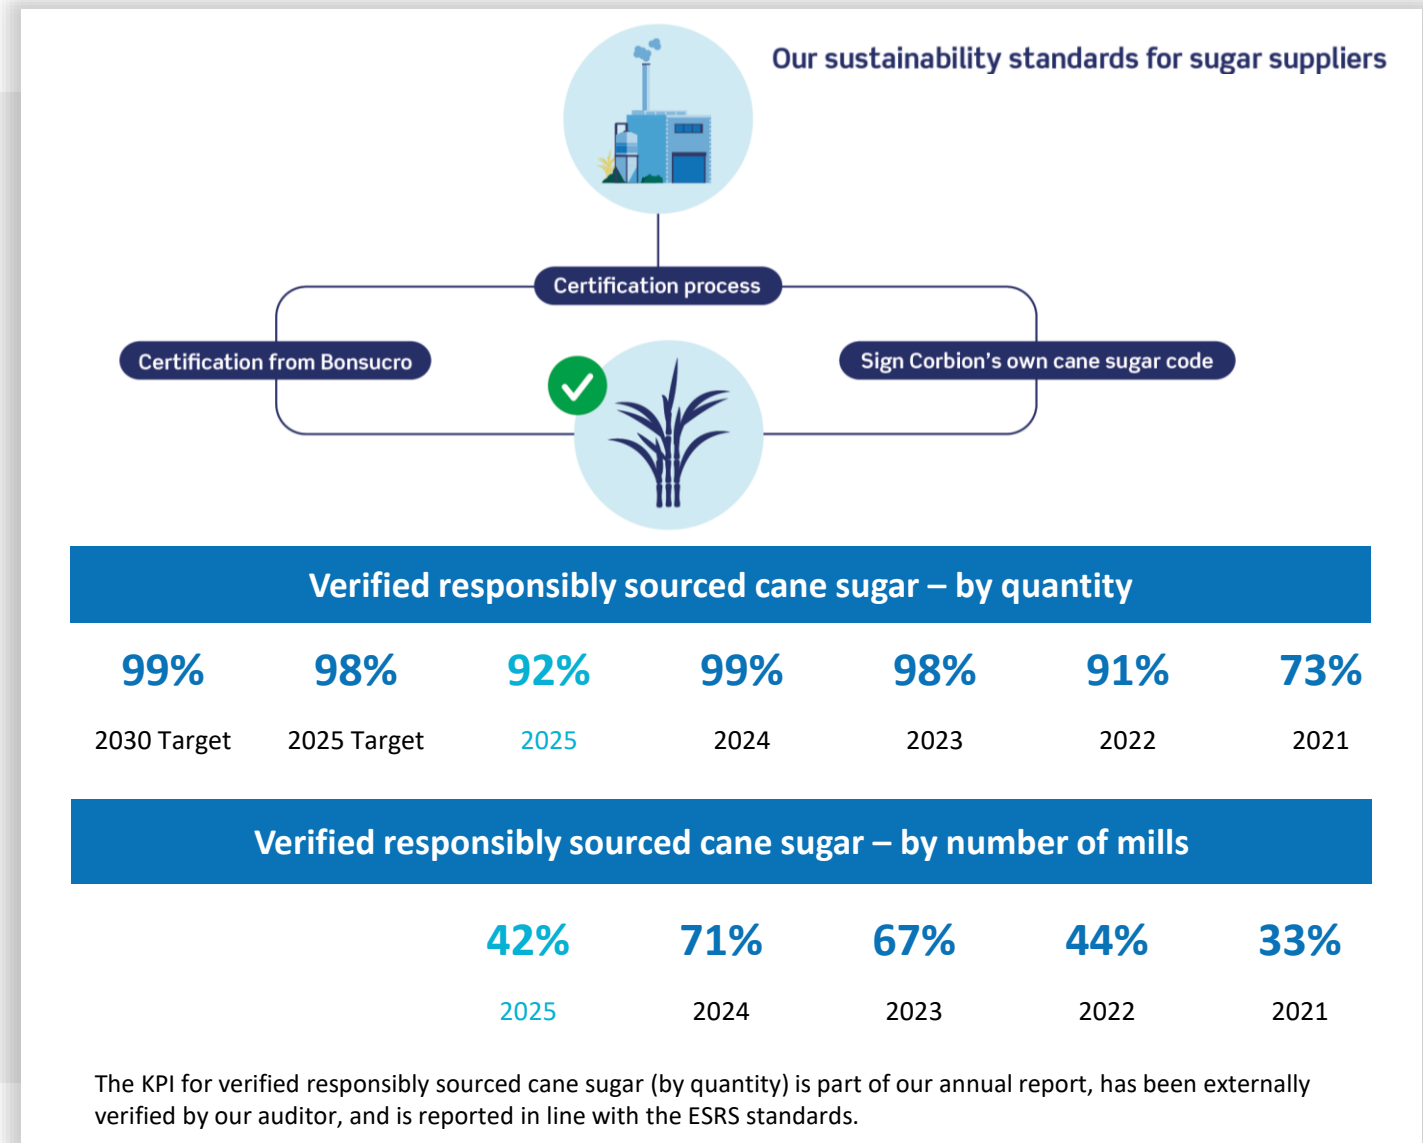 Our sustainability standards for sugar suppliers
Certification process
Certification from Bonsucro
Sign Corbion's own cane sugar code
Verified responsibly sourced cane sugar – by quantity
99% 98% 92% 99% 98% 91% 73%
2030 Target 2025 Target 2025 2024 2023 2022 2021
Verified responsibly sourced cane sugar – by number of mills
42% 71% 67% 44% 33%
2025 2024 2023 2022 2021
The KPI for verified responsibly sourced cane sugar (by quantity) is part of our annual report, has been externally
verified by our auditor, and is reported in line with the ESRS standards.